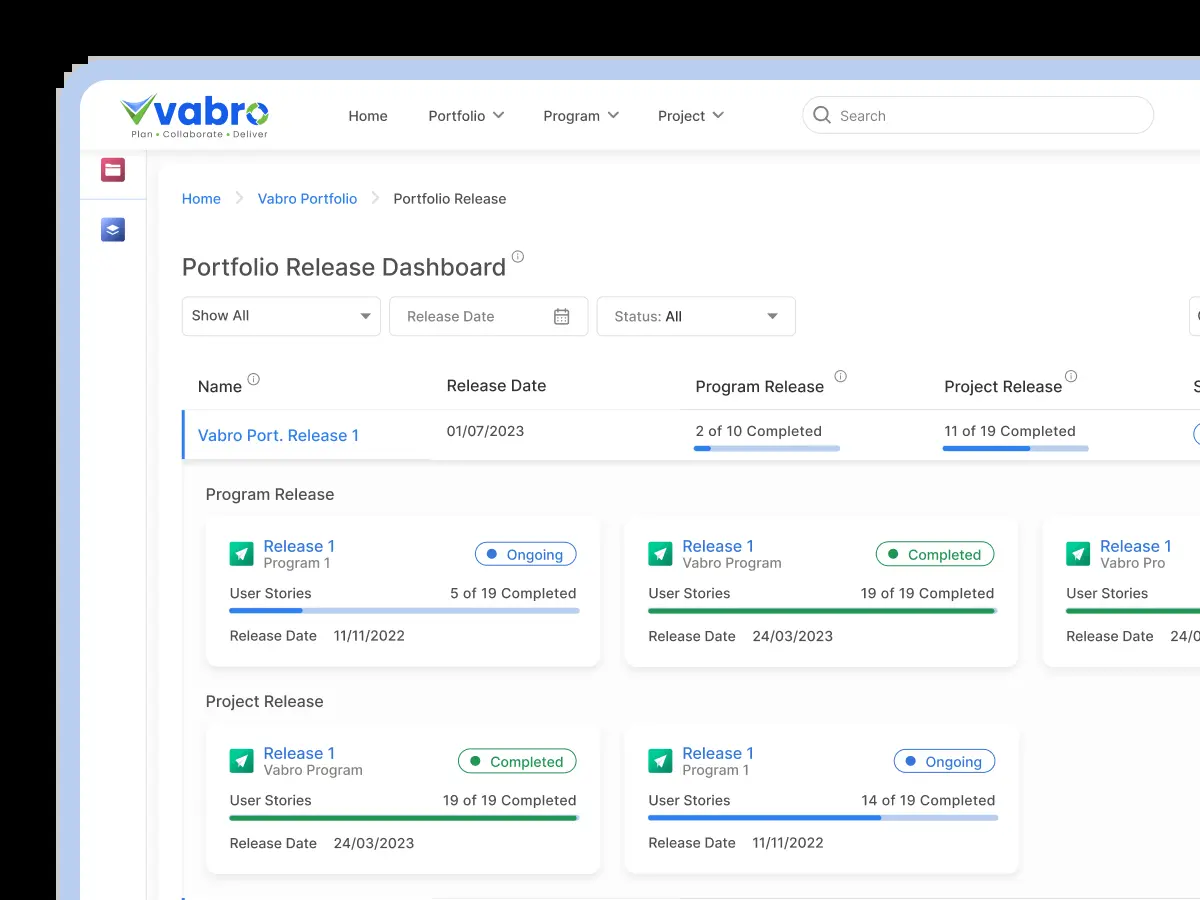 vabro
Plan • Collaborate • Deliver
Home Portfolio Program Project Search
Home Vabro Portfolio Portfolio Release
Portfolio Release Dashboard
Show All Release Date Status: All
Name Release Date Program Release Project Release
Vabro Port. Release 1 01/07/2023 2 of 10 Completed 11 of 19 Completed
Program Release
Release 1 Ongoing Release 1 Completed Release 1
Program 1 Vabro Program Vabro Pro
User Stories 5 of 19 Completed User Stories 19 of 19 Completed User Stories
Release Date 11/11/2022 Release Date 24/03/2023 Release Date 24/0
Project Release
Release 1 Completed Release 1 Ongoing
Vabro Program Program 1
User Stories 19 of 19 Completed User Stories 14 of 19 Completed
Release Date 24/03/2023 Release Date 11/11/2022